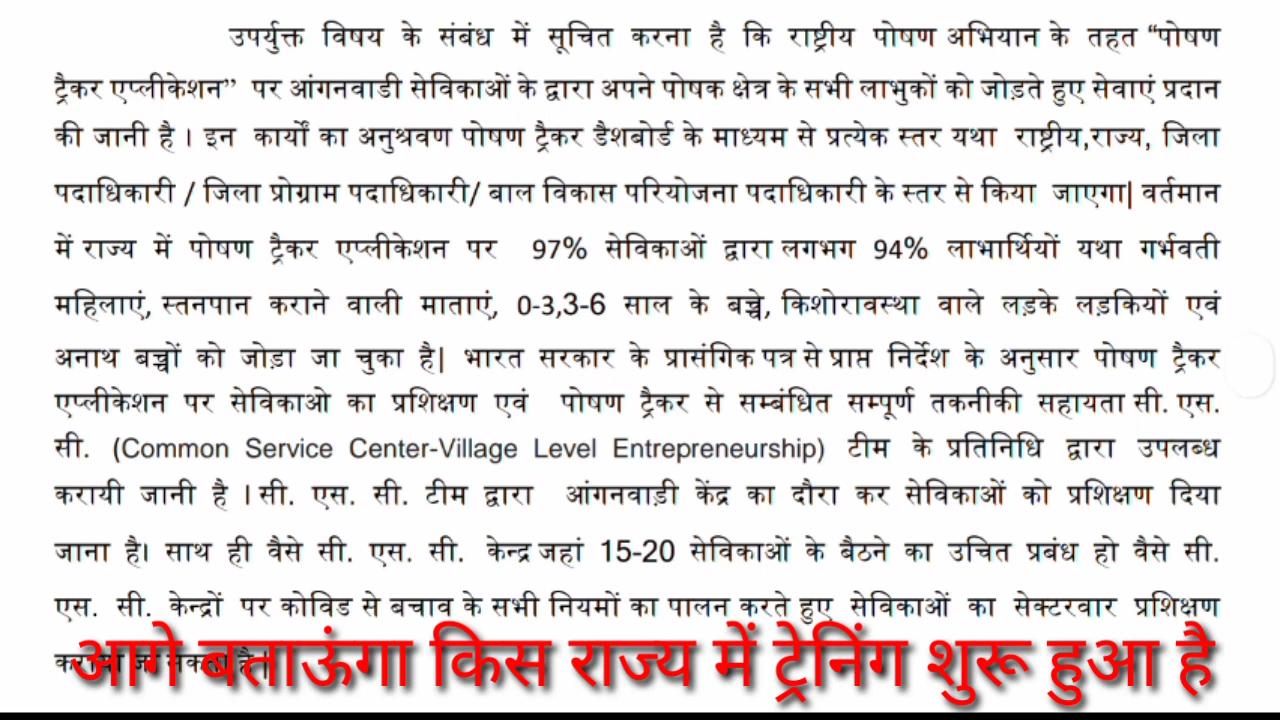 उपर्युक्त विषय के संबंध में सूचित करना है कि राष्ट्रीय पोषण अभियान के तहत “पोषण
ट्रैकर एप्लीकेशन” पर आंगनवाडी सेविकाओं के द्वारा अपने पोषक क्षेत्र के सभी लाभुकों को जोड़ते हुए सेवाएं प्रदान
की जानी है । इन कार्यों का अनुश्रवण पोषण ट्रैकर डैशबोर्ड के माध्यम से प्रत्येक स्तर यथा राष्ट्रीय,राज्य, जिला
पदाधिकारी / जिला प्रोग्राम पदाधिकारी/ बाल विकास परियोजना पदाधिकारी के स्तर से किया जाएगा| वर्तमान
में राज्य में पोषण ट्रैकर एप्लीकेशन पर 97% सेविकाओं द्वारा लगभग 94% लाभार्थियों यथा गर्भवती
महिलाएं, स्तनपान कराने वाली माताएं, 0-3,3-6 साल के बच्चे, किशोरावस्था वाले लड़के लड़कियों एवं
अनाथ बच्चों को जोड़ा जा चुका है| भारत सरकार के प्रासंगिक पत्र से प्राप्त निर्देश के अनुसार पोषण ट्रैकर
एप्लीकेशन पर सेविकाओ का प्रशिक्षण एवं पोषण ट्रैकर से सम्बंधित सम्पूर्ण तकनीकी सहायता सी. एस.
सी. (Common Service Center-Village Level Entrepreneurship) टीम के प्रतिनिधि द्वारा उपलब्ध
करायी जानी है । सी. एस. सी. टीम द्वारा आंगनवाड़ी केंद्र का दौरा कर सेविकाओं को प्रशिक्षण दिया
जाना है। साथ ही वैसे सी. एस. सी. केन्द्र जहां 15-20 सेविकाओं के बैठने का उचित प्रबंध हो वैसे सी.
एस. सी. केन्द्रों पर कोविड से बचाव के सभी नियमों का पालन करते हुए सेविकाओं का सेक्टरवार प्रशिक्षण
आगे बताऊंगा किस राज्य में ट्रेनिंग शुरू हुआ है